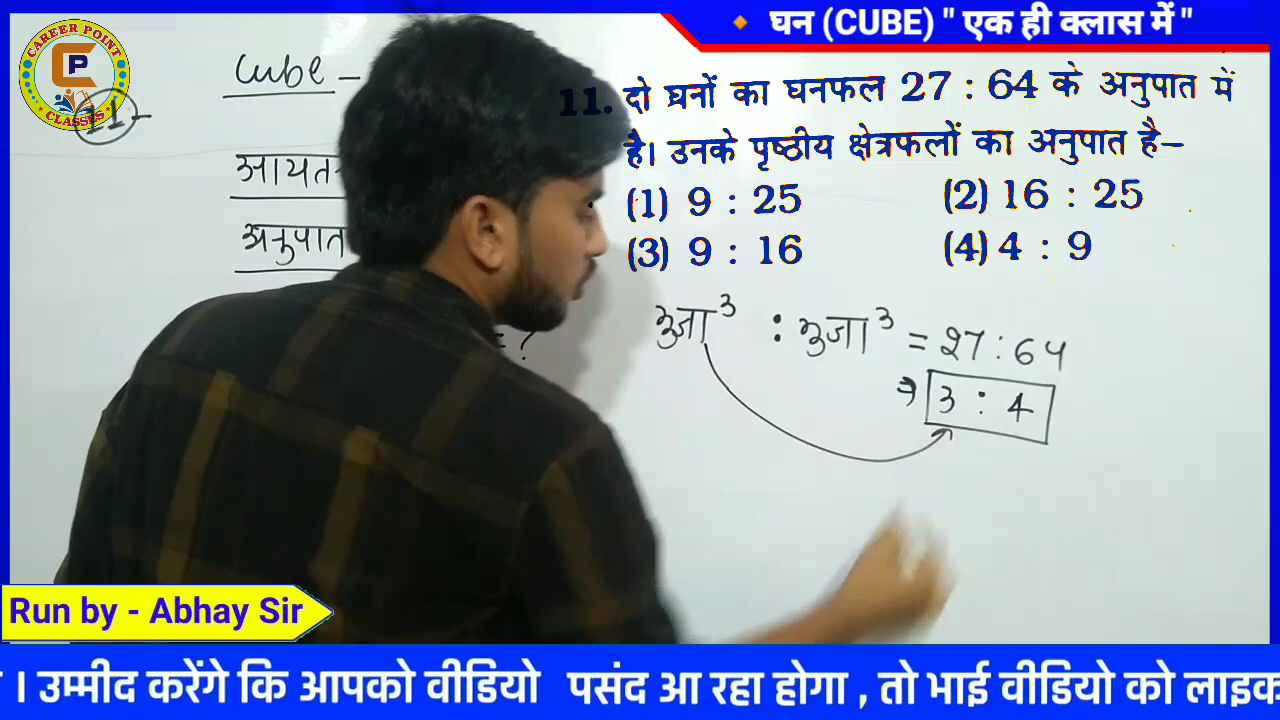 🔸 घन (CUBE) " एक ही क्लास में "
CAREER POINT
CP
CLASSES
Cube –
11-
11. दो घनों का घनफल 27 : 64 के अनुपात में
है। उनके पृष्ठीय क्षेत्रफलों का अनुपात है–
(1) 9 : 25 (2) 16 : 25
(3) 9 : 16 (4) 4 : 9
आयत
अनुपात
?
भुजा³ : भुजा³ = 27 : 64
⇒ 3 : 4
Run by - Abhay Sir
। उम्मीद करेंगे कि आपको वीडियो पसंद आ रहा होगा , तो भाई वीडियो को लाइक